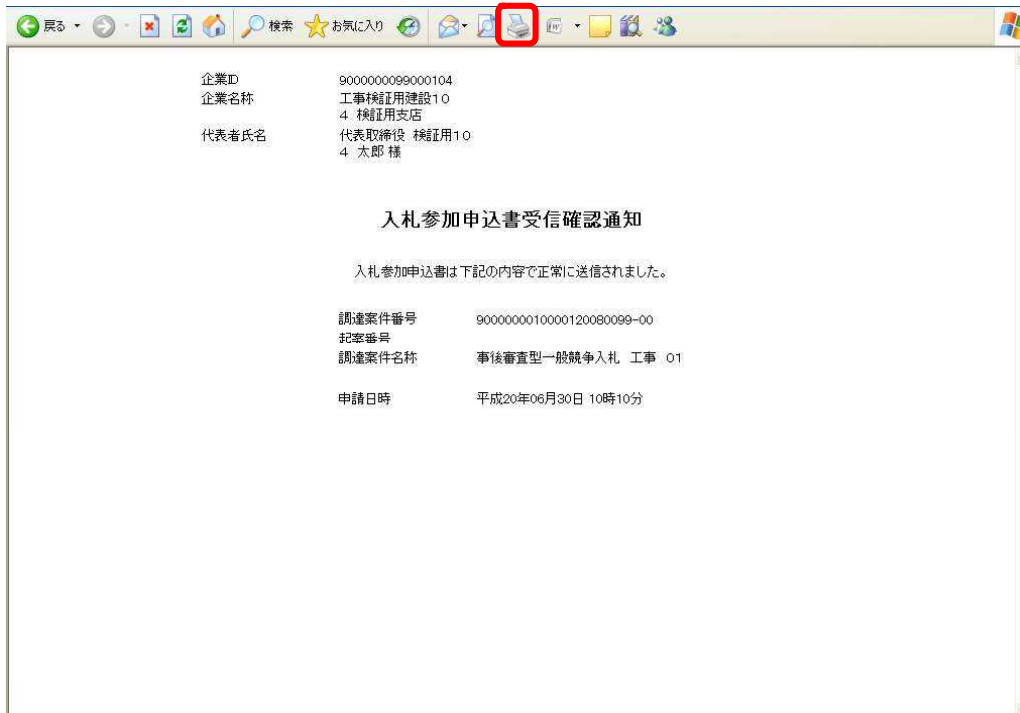 戻る 検索 お気に入り
企業ID 9000000099000104
企業名称 工事検証用建設10
4 検証用支店
代表者氏名 代表取締役 検証用10
4 太郎 様
入札参加申込書受信確認通知
入札参加申込書は下記の内容で正常に送信されました。
調達案件番号 9000000010000120080099-00
起案番号
調達案件名称 事後審査型一般競争入札 工事 01
申請日時 平成20年06月30日 10時10分